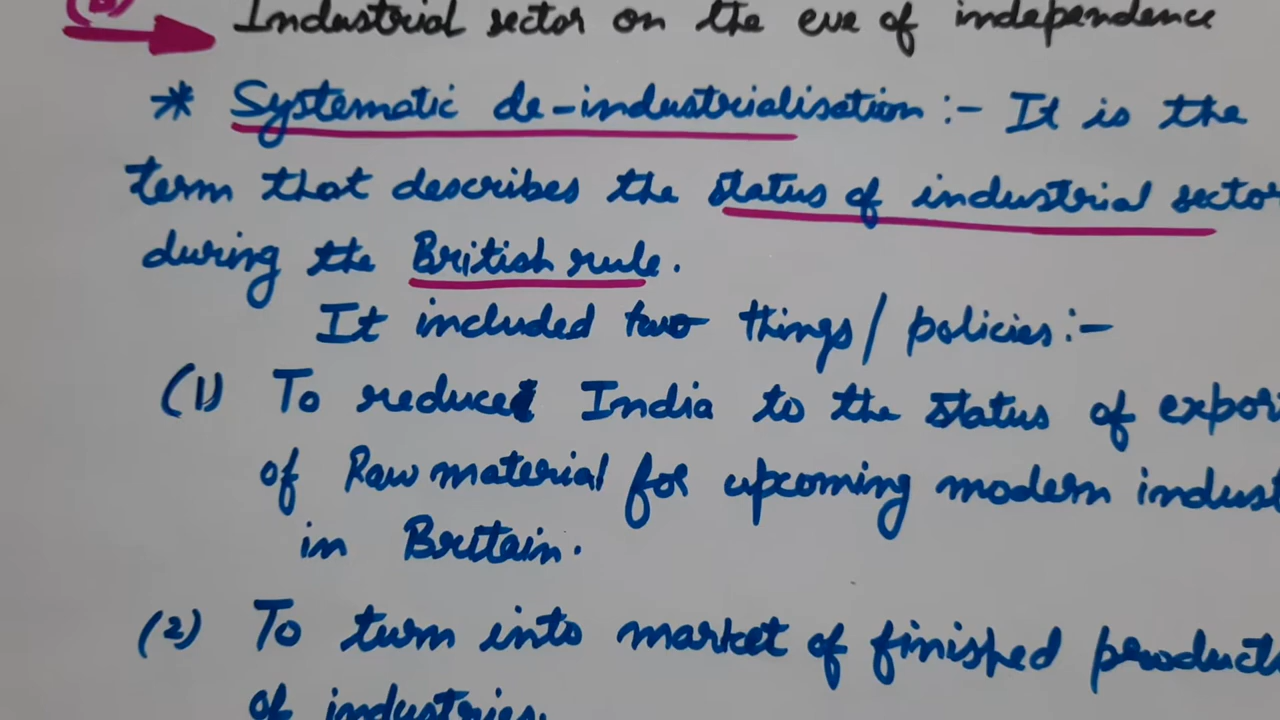 Industrial sector on the eve of independence
* Systematic de-industrialisation :- It is the
term that describes the status of industrial sector
during the British rule.
It included two things/ policies:-
(1) To reduce India to the status of expor
of Raw material for upcoming modern indust
in Britain.
(2) To turn into market of finished product
of industries.